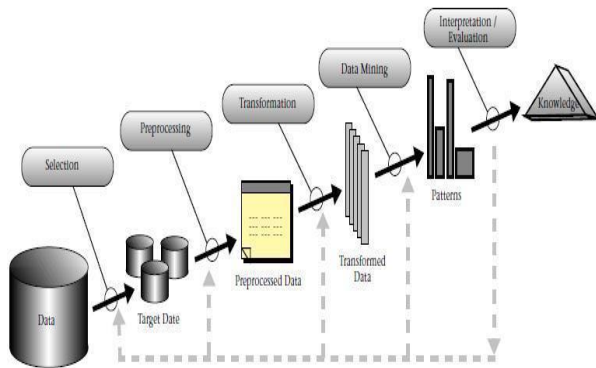 Interpretation /
Evaluation
Data Mining
Transformation
Preprocessing
Selection
Knowledge
Patterns
Transformed
Data
Preprocessed Data
Target Date
Data